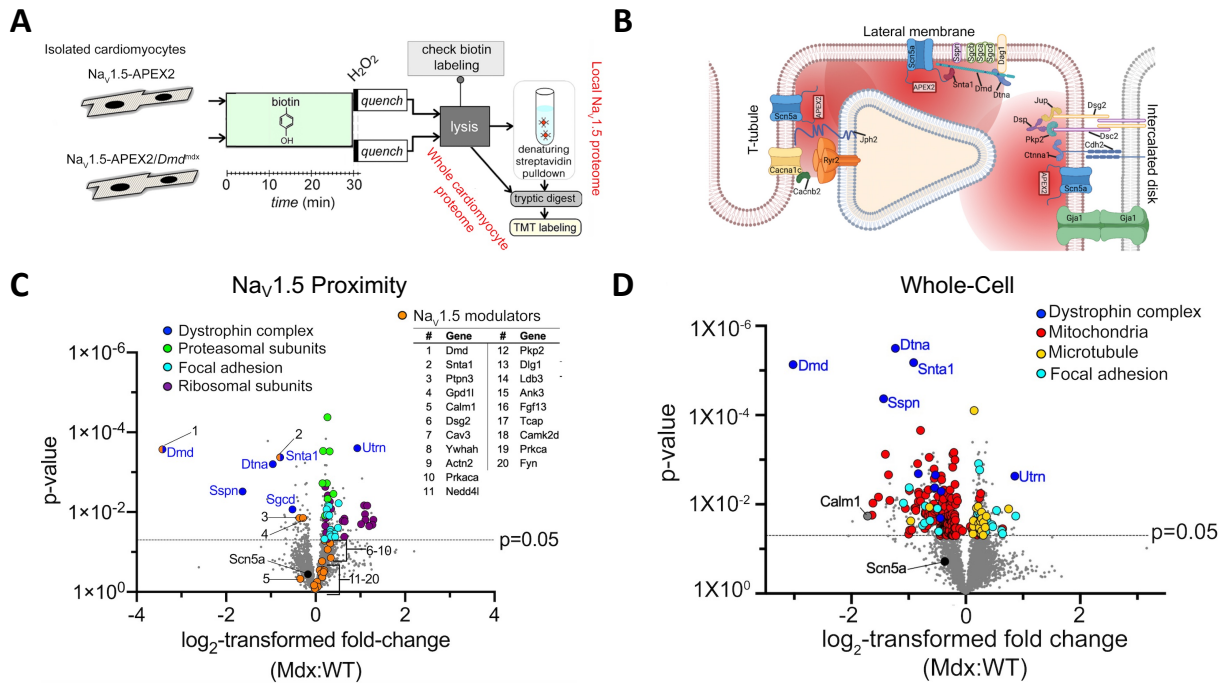 A
Isolated cardiomyocytes
NaV1.5-APEX2
NaV1.5-APEX2/Dmdmdx
biotin
OH
H2O2
quench
quench
0 10 20 30
time (min)
check biotin
labeling
lysis
Whole cardiomyocyte
proteome
denaturing
streptavidin
pulldown
tryptic digest
TMT labeling
Local NaV1.5 proteome
B
Lateral membrane
Scn5a
Sspn
Sgcb
Sgca
Sgcd
Dag1
APEX2
Snta1
Dmd
Dtna
T-tubule
Scn5a
APEX2
Jph2
Cacna1c
Ryr2
Cacnb2
Jup
Dsg2
Dsp
Pkp2
Dsc2
Ctnna1
Cdh2
APEX2
Scn5a
Gja1
Gja1
Intercalated disk
C
NaV1.5 Proximity
Dystrophin complex
Proteasomal subunits
Focal adhesion
Ribosomal subunits
NaV1.5 modulators
# Gene # Gene
1 Dmd 12 Pkp2
2 Snta1 13 Dlg1
3 Ptpn3 14 Ldb3
4 Gpd1l 15 Ank3
5 Calm1 16 Fgf13
6 Dsg2 17 Tcap
7 Cav3 18 Camk2d
8 Ywhah 19 Prkca
9 Actn2 20 Fyn
10 Prkaca
11 Nedd4l
p-value
1×10-6
1×10-4
1×10-2
1×100
1
Dmd
2
Snta1
Dtna
Utrn
Sspn
Sgcd
3
4
p=0.05
6-10
Scn5a
5
11-20
-4 -2 0 2 4
log2-transformed fold-change
(Mdx:WT)
D
Whole-Cell
Dystrophin complex
Mitochondria
Microtubule
Focal adhesion
p-value
1X10-6
1X10-4
1X10-2
1X100
Dmd
Dtna
Snta1
Sspn
Utrn
Calm1
p=0.05
Scn5a
-2 0 2
log2-transformed fold change
(Mdx:WT)